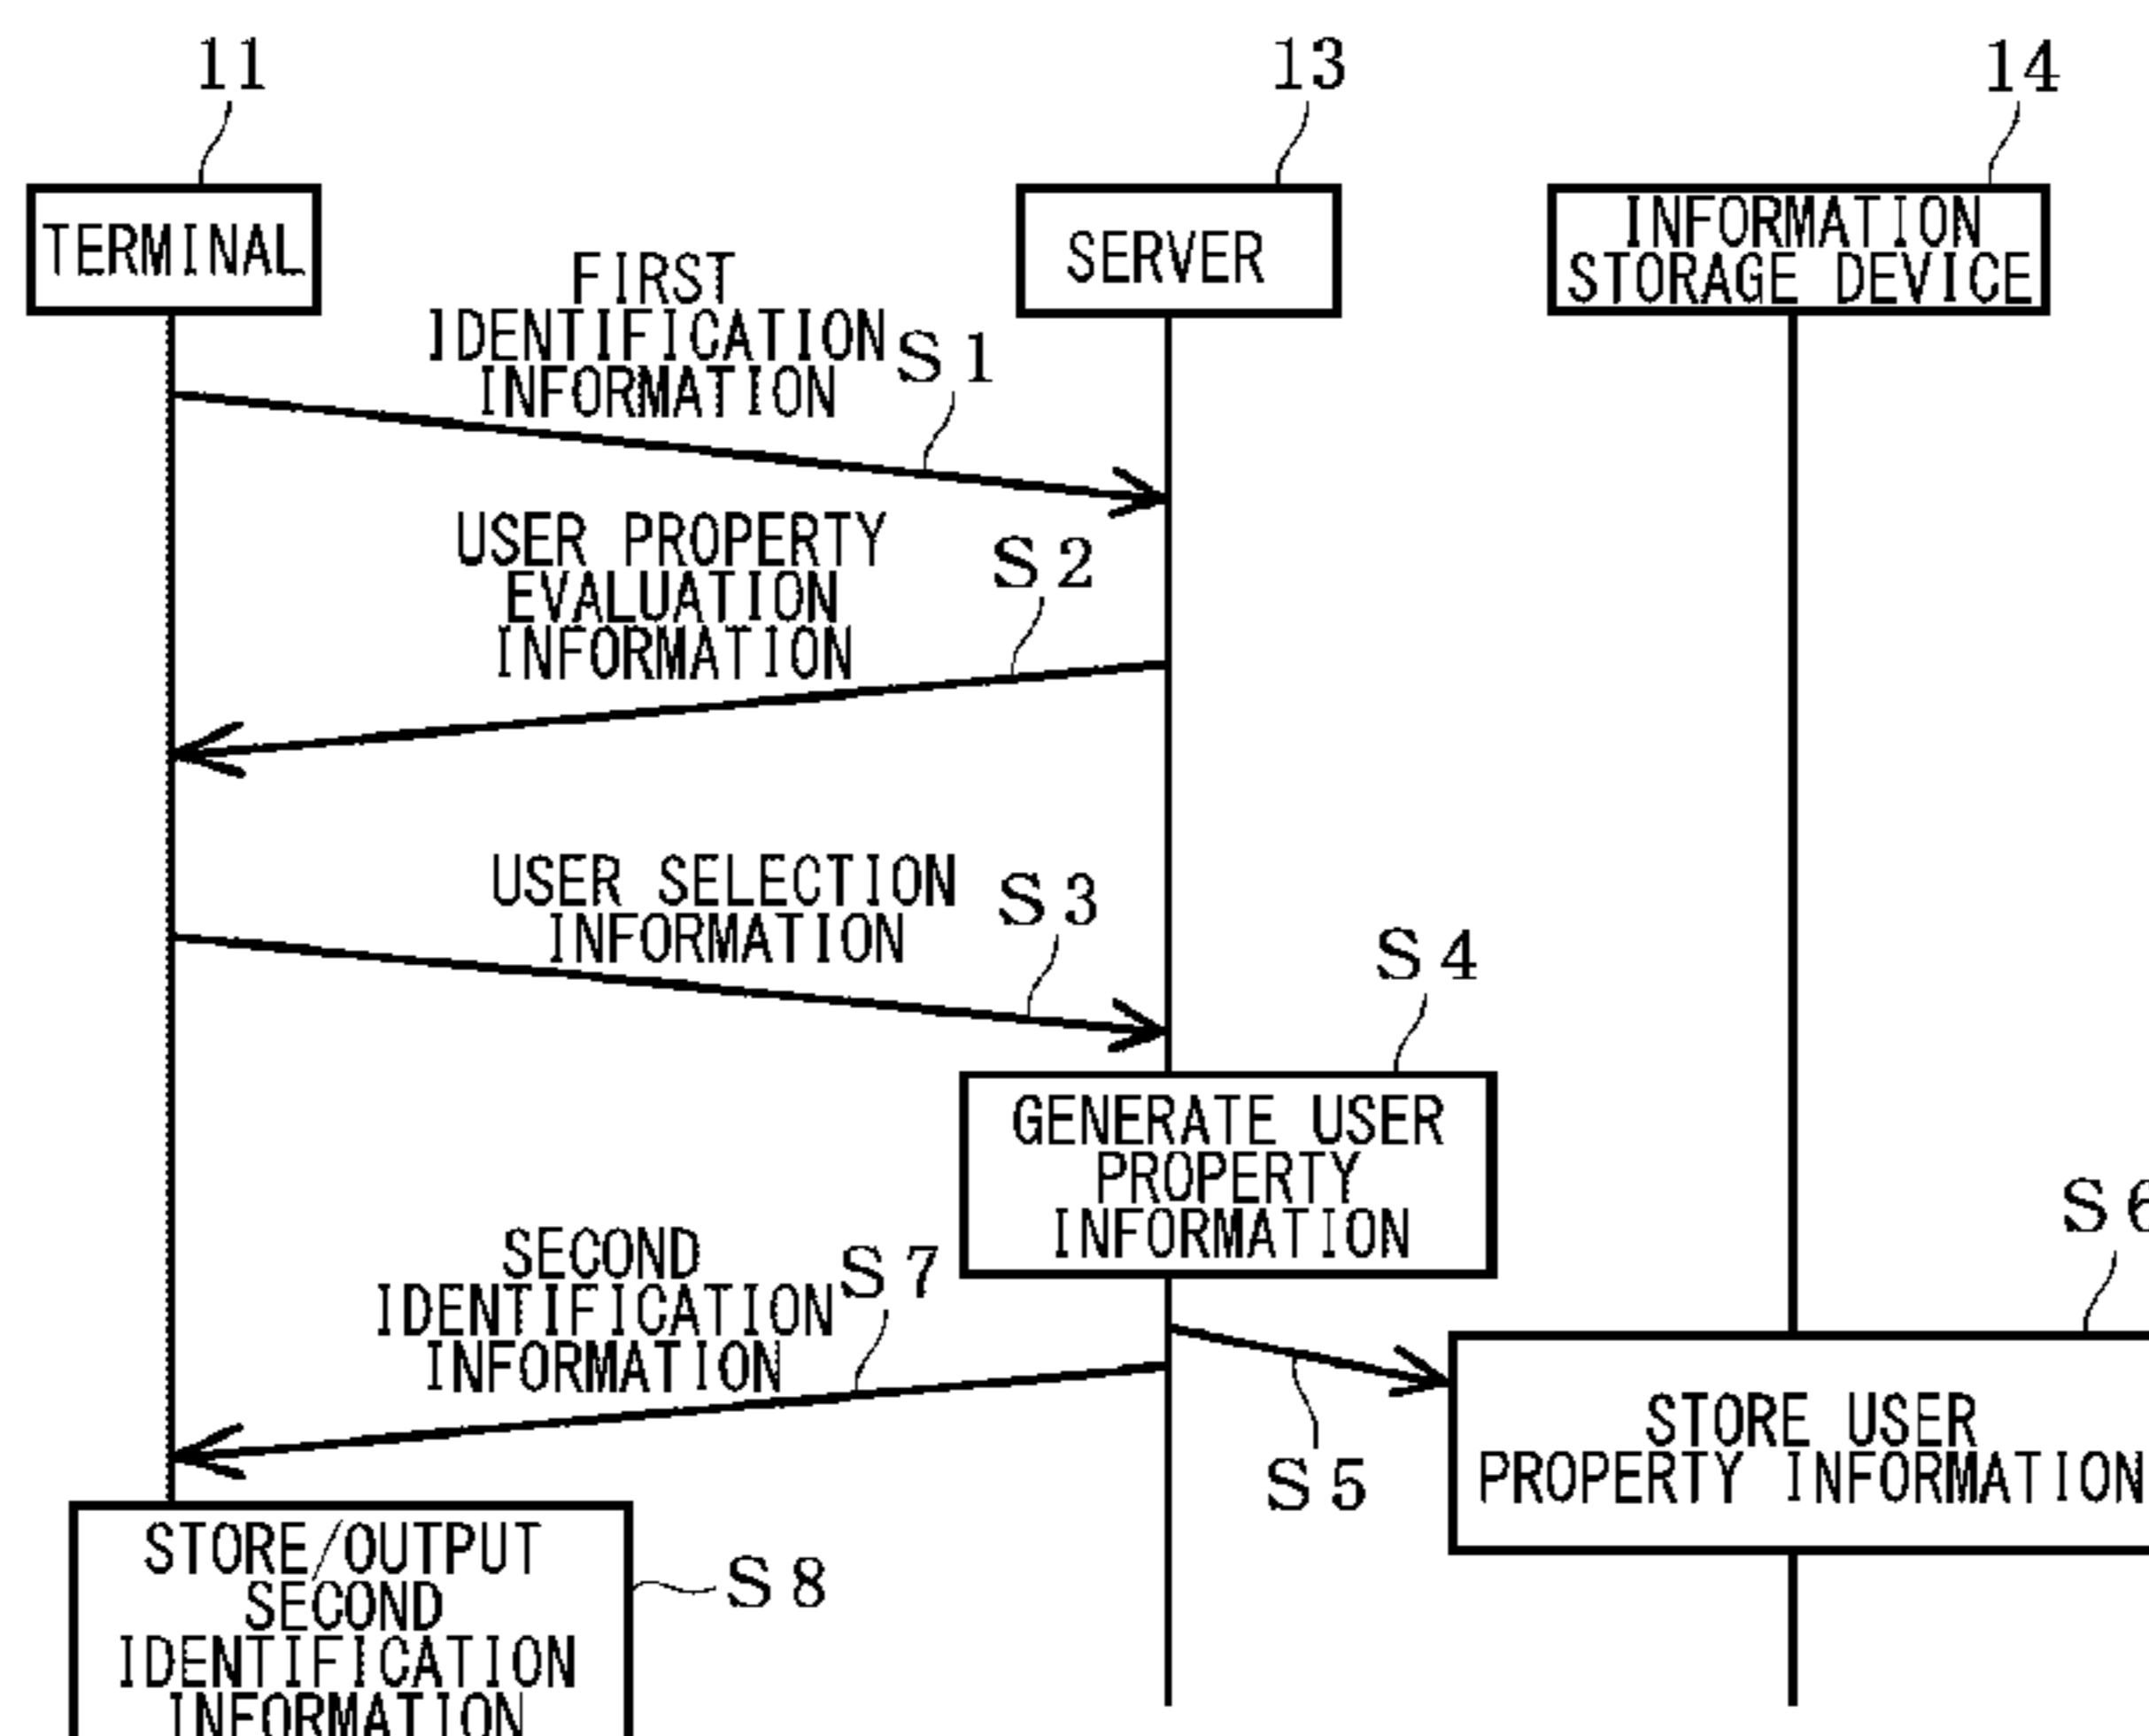 11
13
14
TERMINAL
SERVER
INFORMATION
STORAGE DEVICE
FIRST
IDENTIFICATION
INFORMATION
S1
USER PROPERTY
EVALUATION
INFORMATION
S2
USER SELECTION
INFORMATION
S3
S4
GENERATE USER
PROPERTY
INFORMATION
S6
SECOND
IDENTIFICATION
INFORMATION
S7
S5
STORE USER
PROPERTY INFORMATION
STORE/OUTPUT
SECOND
IDENTIFICATION
INFORMATION
S8